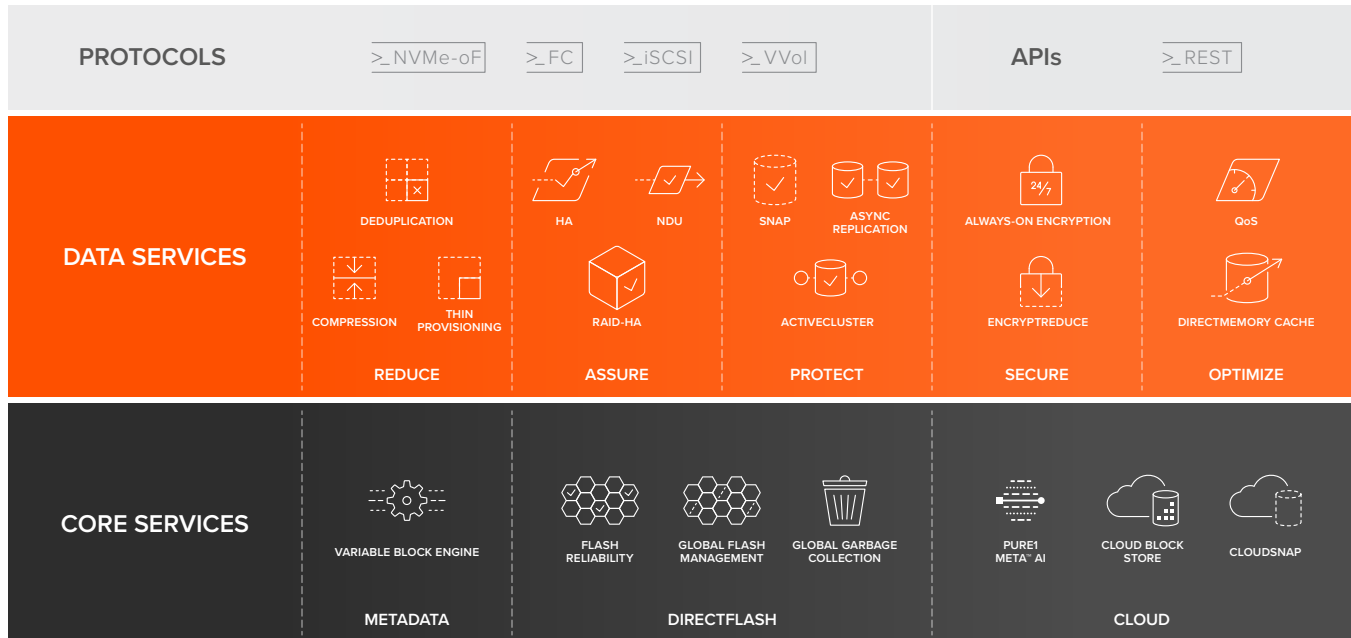 PROTOCOLS
>_NVMe-oF
>_FC
>_iSCSI
>_VVol
APIs
>_REST
DATA SERVICES
DEDUPLICATION
COMPRESSION
THIN
PROVISIONING
REDUCE
HA
NDU
RAID-HA
ASSURE
SNAP
ASYNC
REPLICATION
ACTIVECLUSTER
PROTECT
24/7
ALWAYS-ON ENCRYPTION
ENCRYPTREDUCE
SECURE
QoS
DIRECTMEMORY CACHE
OPTIMIZE
CORE SERVICES
VARIABLE BLOCK ENGINE
METADATA
FLASH
RELIABILITY
GLOBAL FLASH
MANAGEMENT
GLOBAL GARBAGE
COLLECTION
DIRECTFLASH
PURE1
META™ AI
CLOUD BLOCK
STORE
CLOUDSNAP
CLOUD